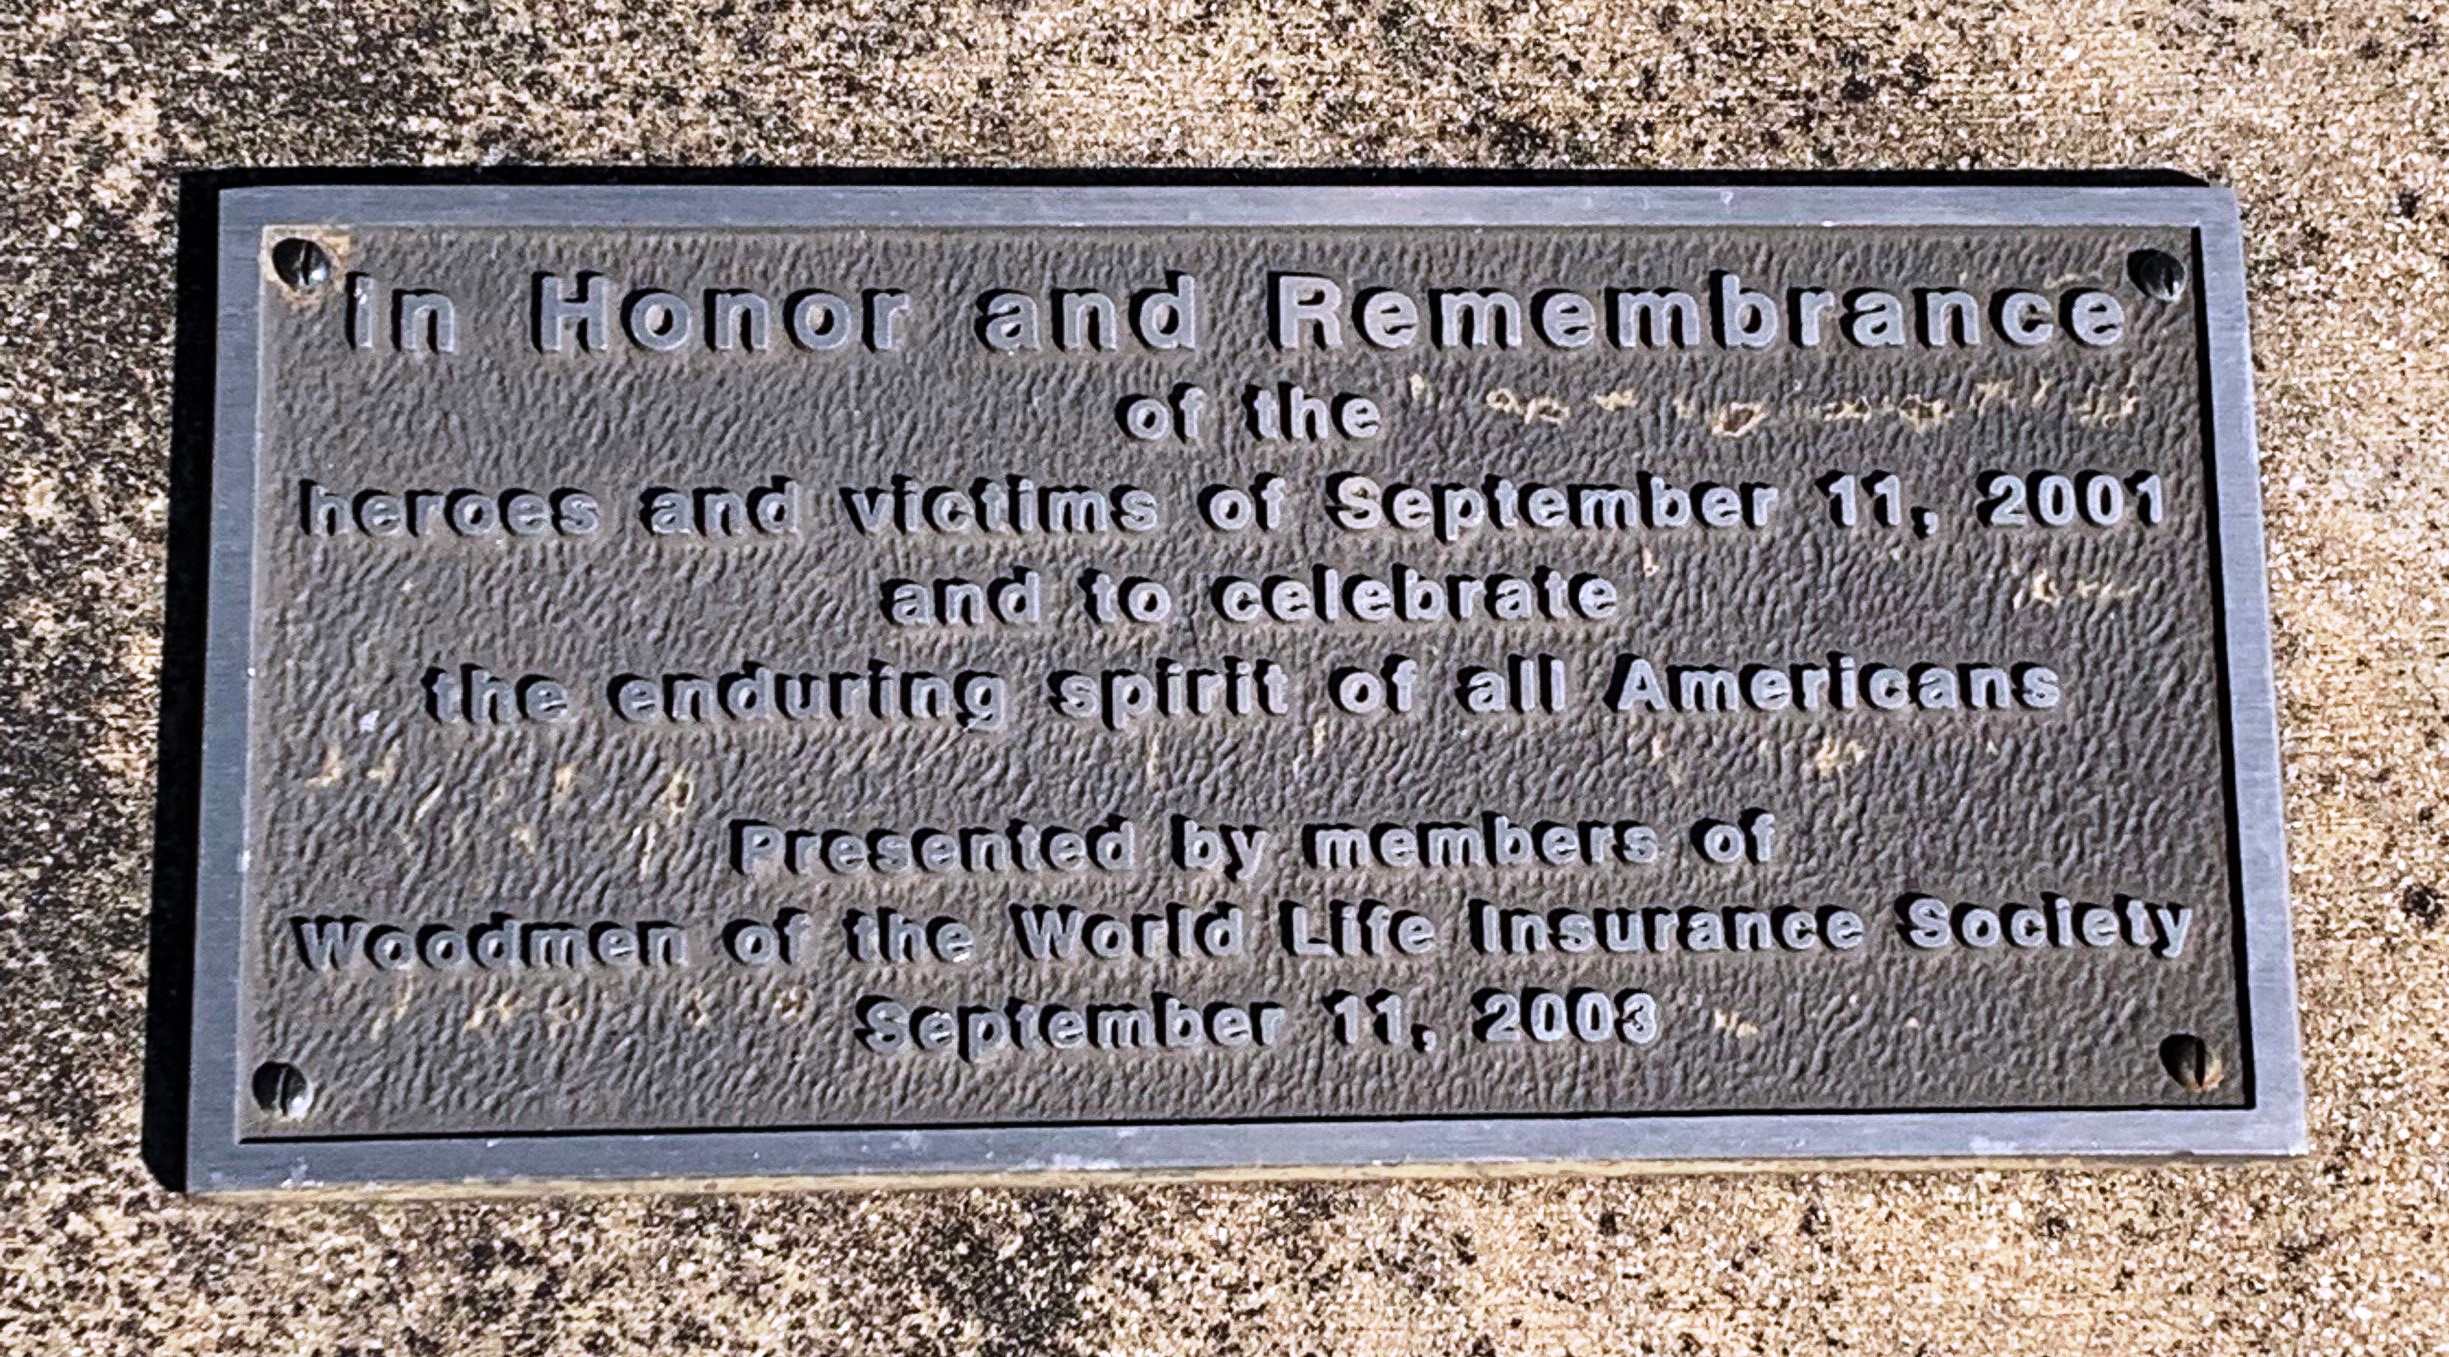 In Honor and Remembrance
of the
heroes and victims of September 11, 2001
and to celebrate
the enduring spirit of all Americans
Presented by members of
Woodmen of the World Life Insurance Society
September 11, 2003